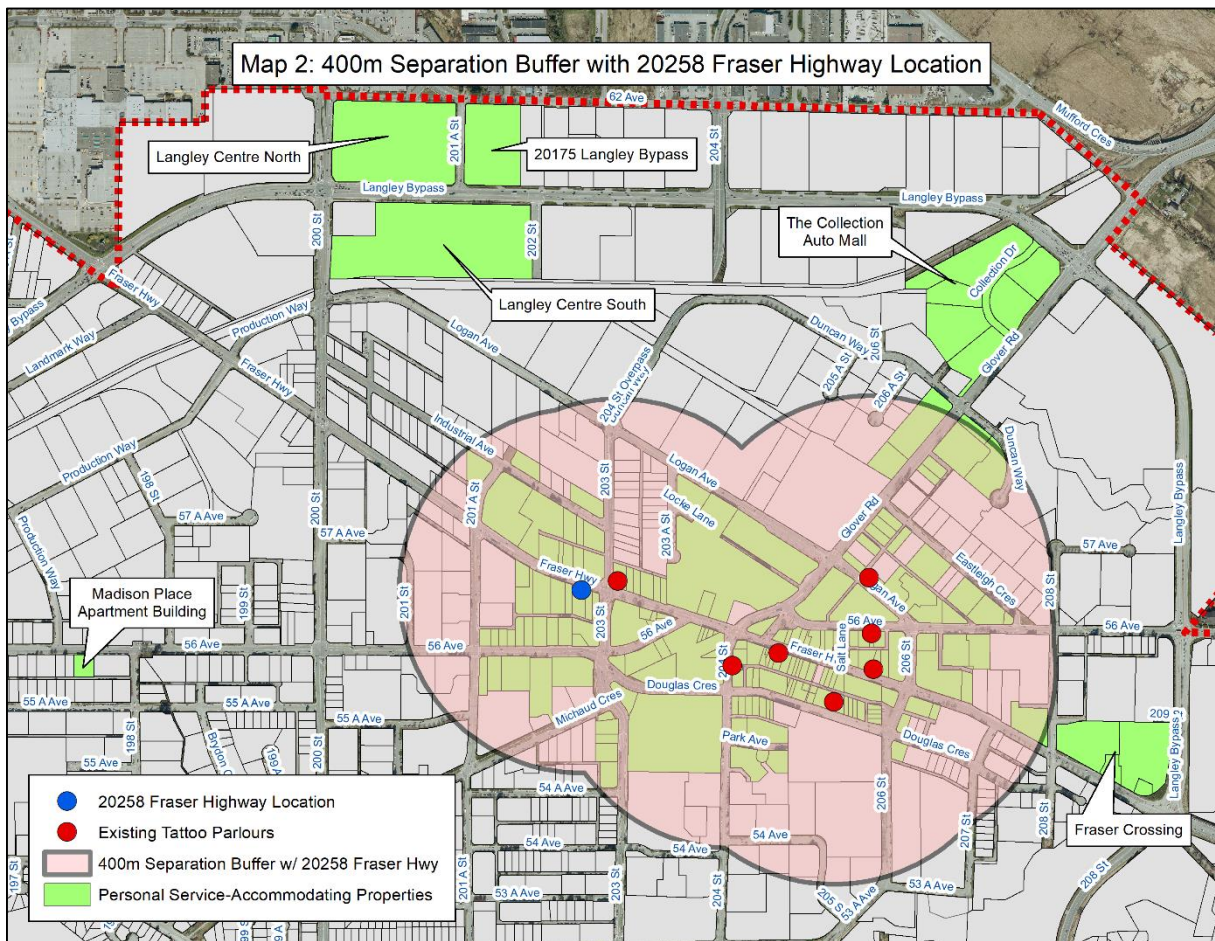 Map 2: 400m Separation Buffer with 20258 Fraser Highway Location
62 Ave
Mufford Cres
Langley Centre North
201 A St
20175 Langley Bypass
204 St
Langley Bypass
Langley Bypass
200 St
202 St
The Collection
Auto Mall
Collection Dr
Fraser Hwy
Langley Centre South
Glover Rd
Bypass
Landmark Way
Production Way
Logan Ave
Duncan Way
206 St
205 A St
206 A St
Fraser Hwy
204 St Overpass
Duncan Way
Industrial Ave
Production Way
198 St
203 St
Logan Ave
Locke Lane
Glover Rd
Duncan Way
Langley Bypass
200 St
201 A St
57 A Ave
57 A Ave
203 A St
57 Ave
Production Way
Eastleigh Cres
Fraser Hwy
Madison Place
Apartment Building
199 St
201 St
208 St
56 Ave
56 Ave
203 St
56 Ave
56 Ave
56 Ave
Salt Lane
204 St
206 St
55 A Ave
55 A Ave
55 A Ave
Michaud Cres
Douglas Cres
198 St
200 St
Park Ave
Douglas Cres
55 Ave
Langley Bypass
54 A Ave
206 St
207 St
208 St
Fraser Crossing
20258 Fraser Highway Location
Existing Tattoo Parlours
400m Separation Buffer w/ 20258 Fraser Hwy
Personal Service-Accommodating Properties
54 Ave
54 Ave
54 Ave
53 A Ave
53 A Ave
53 A Ave
197 St
201 A St
203 St
204 St
208 St